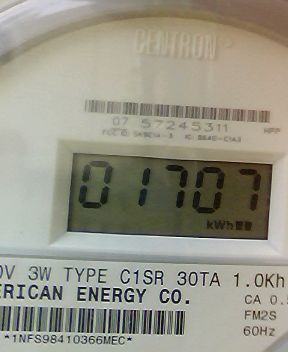 CENTRON
07 57245311
HPP
01707
kWh
0V 3W TYPE C1SR 30TA 1.0Kh
ERICAN ENERGY CO.
CA 0.5
FM2S
60Hz
*1NFS98410366MEC*